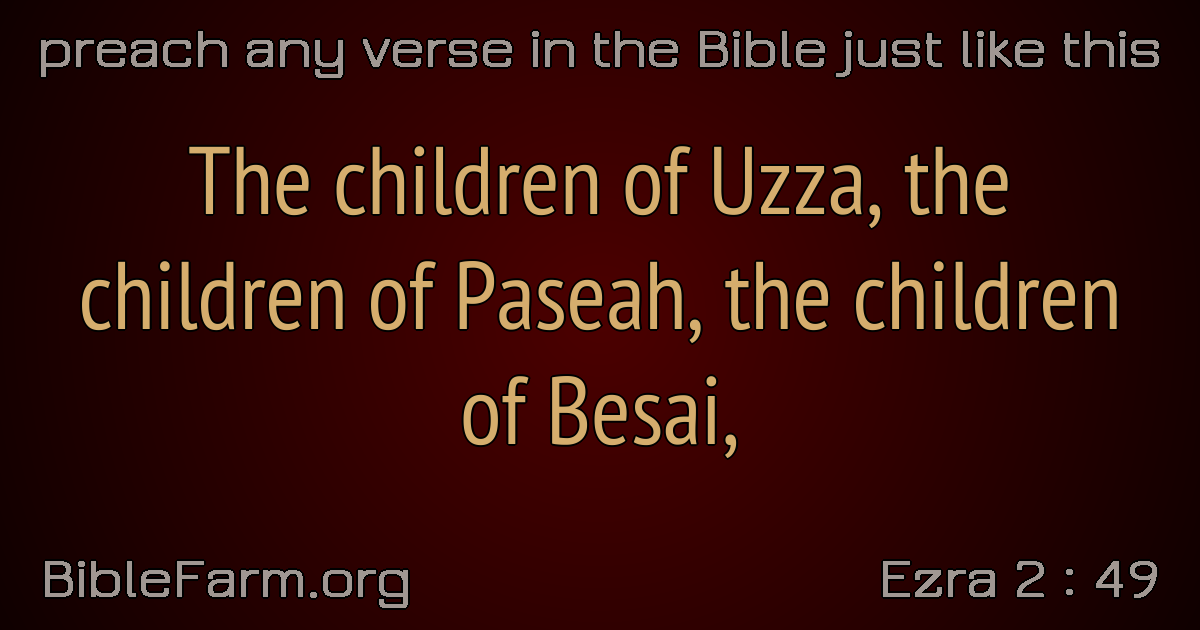 preach any verse in the Bible just like this
The children of Uzza, the
children of Paseah, the children
of Besai,
BibleFarm.org
Ezra 2 : 49